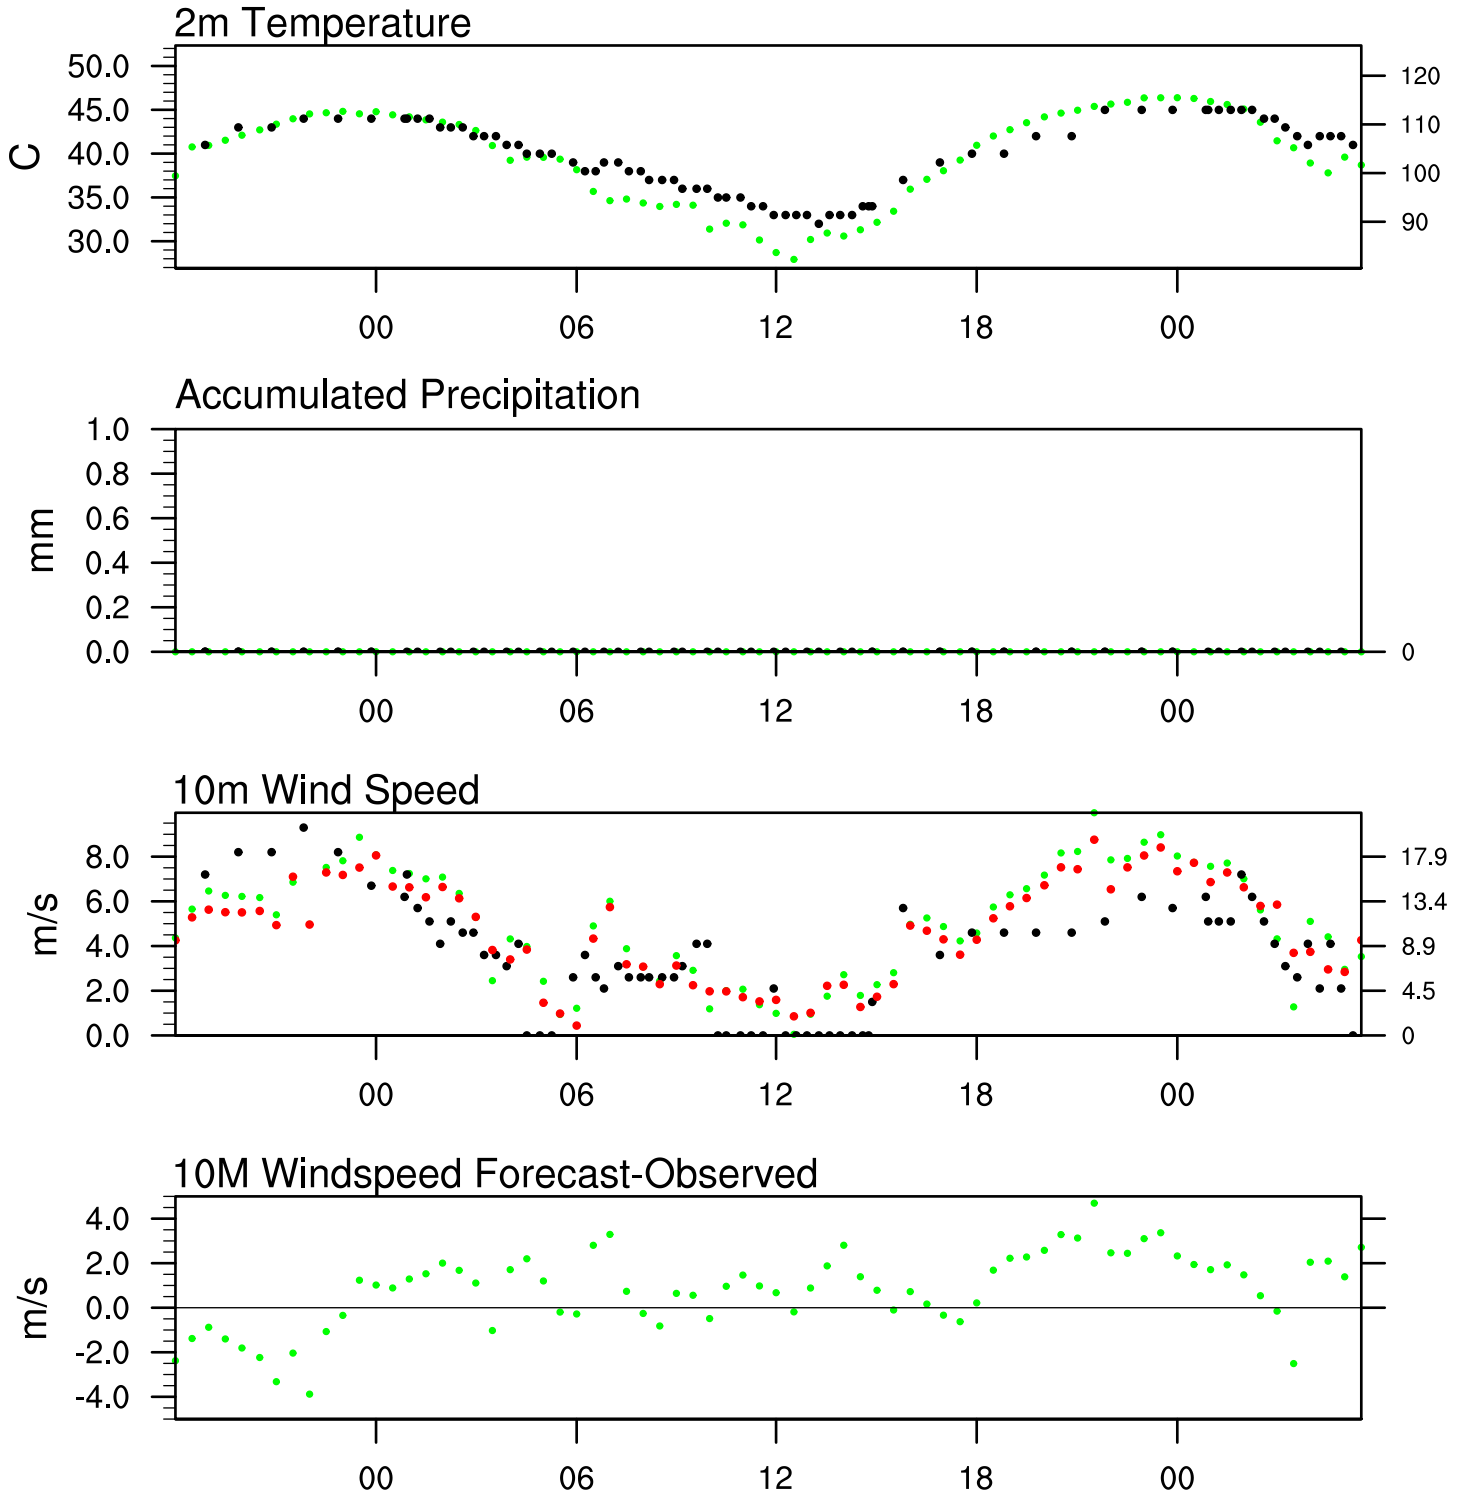 2m Temperature
50.0
45.0
40.0
35.0
30.0
C
120
110
100
90
00 06 12 18 00
Accumulated Precipitation
1.0
0.8
0.6
0.4
0.2
0.0
mm
0
00 06 12 18 00
10m Wind Speed
8.0
6.0
4.0
2.0
0.0
m/s
17.9
13.4
8.9
4.5
0
00 06 12 18 00
10M Windspeed Forecast-Observed
4.0
2.0
0.0
-2.0
-4.0
m/s
00 06 12 18 00